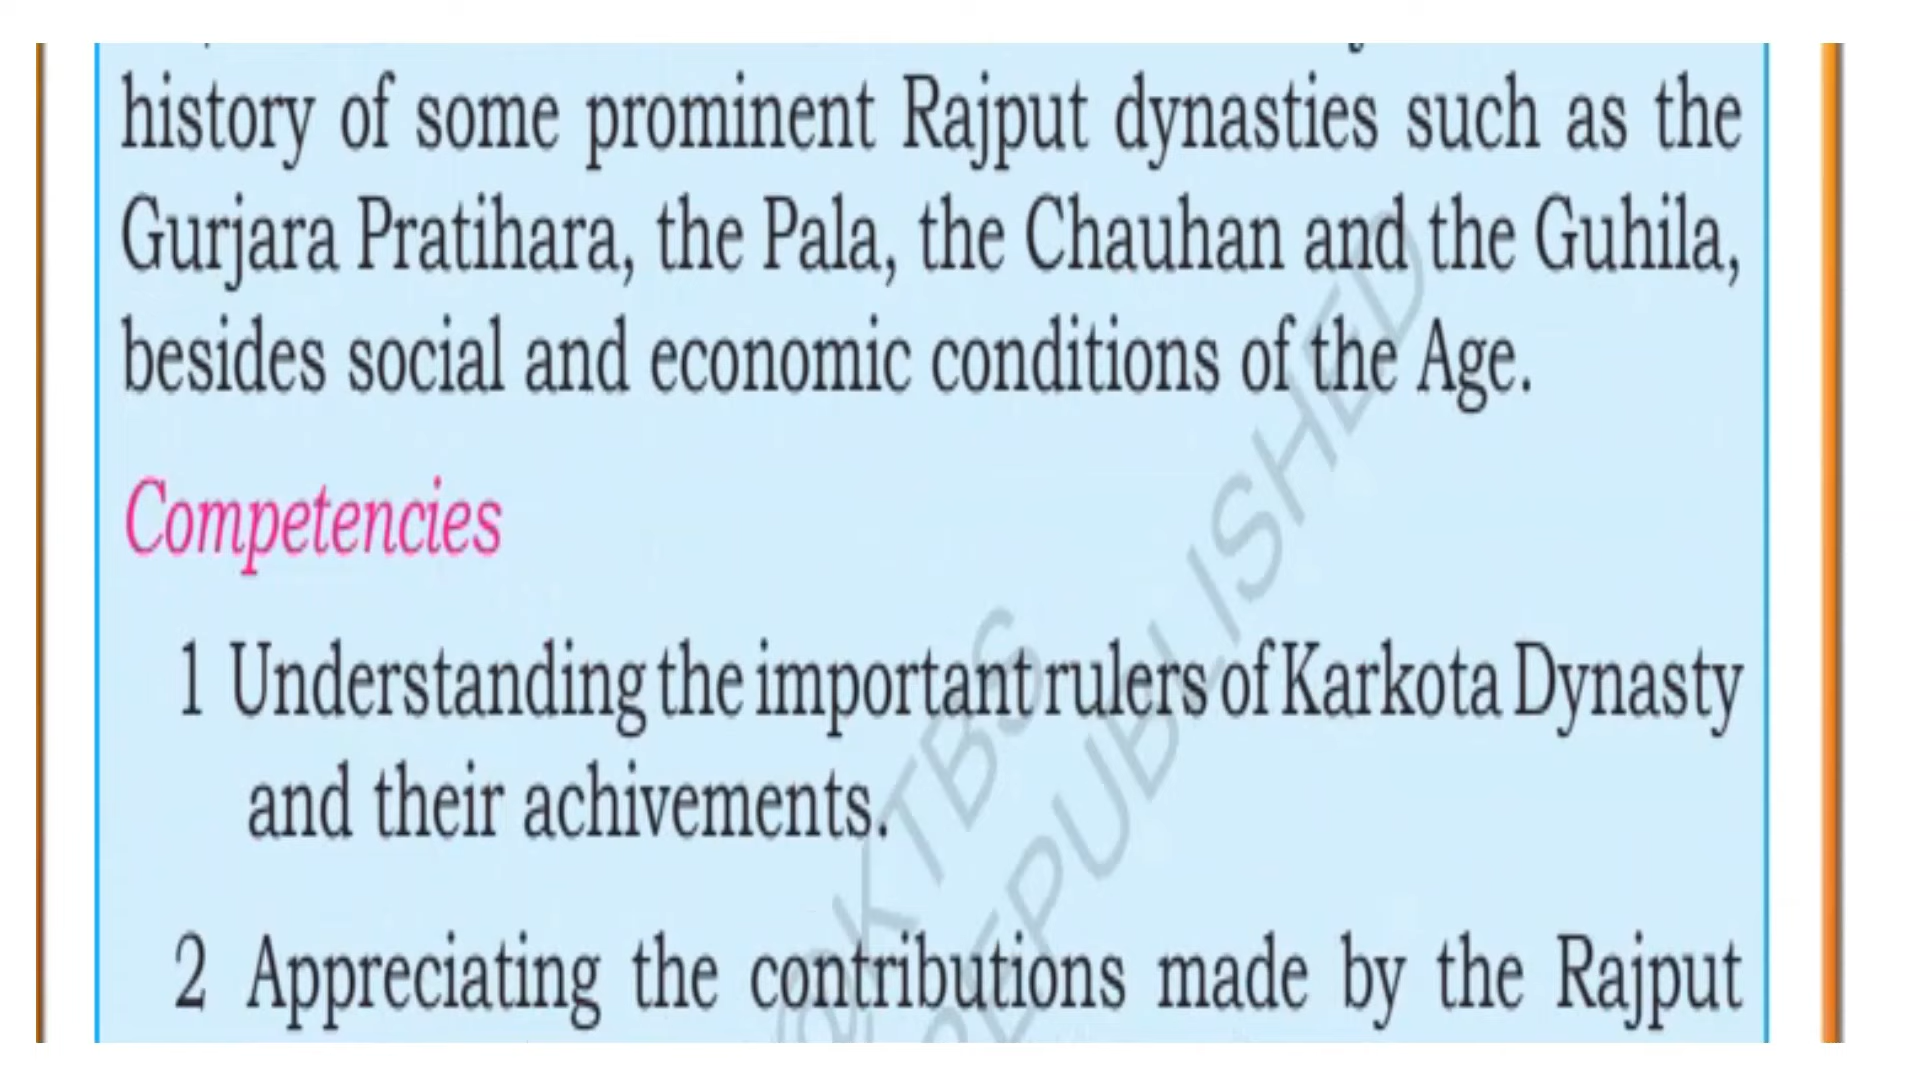 history of some prominent Rajput dynasties such as the
Gurjara Pratihara, the Pala, the Chauhan and the Guhila,
besides social and economic conditions of the Age.
Competencies
1 Understanding the important rulers of Karkota Dynasty
and their achivements.
2 Appreciating the contributions made by the Rajput
@KTBS
REPUBLISHED